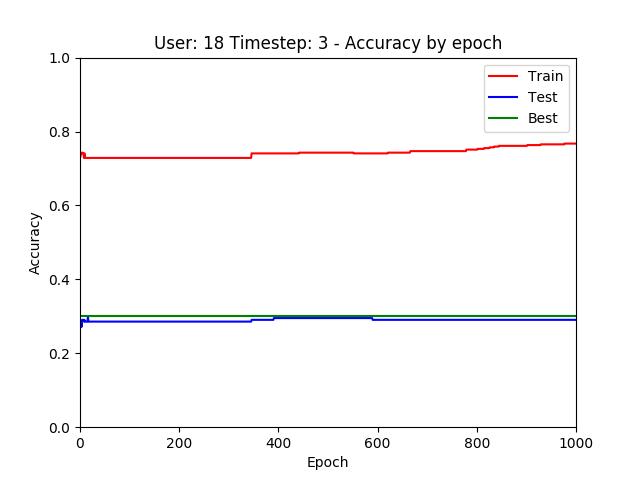 User: 18 Timestep: 3 - Accuracy by epoch
1.0
0.8
0.6
0.4
0.2
0.0
Accuracy
Train
Test
Best
0 200 400 600 800 1000
Epoch